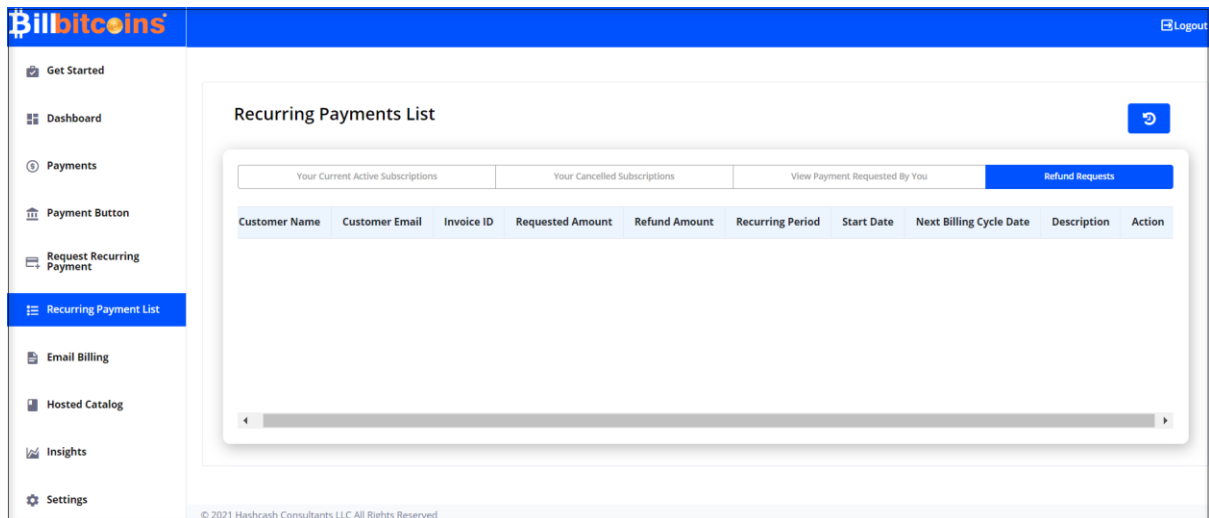 Billbitcoins
Logout
Get Started
Dashboard
Payments
Payment Button
Request Recurring
Payment
Recurring Payment List
Email Billing
Hosted Catalog
Insights
Settings
Recurring Payments List
Your Current Active Subscriptions Your Cancelled Subscriptions View Payment Requested By You Refund Requests
Customer Name Customer Email Invoice ID Requested Amount Refund Amount Recurring Period Start Date Next Billing Cycle Date Description Action
© 2021 Hashcash Consultants LLC All Rights Reserved